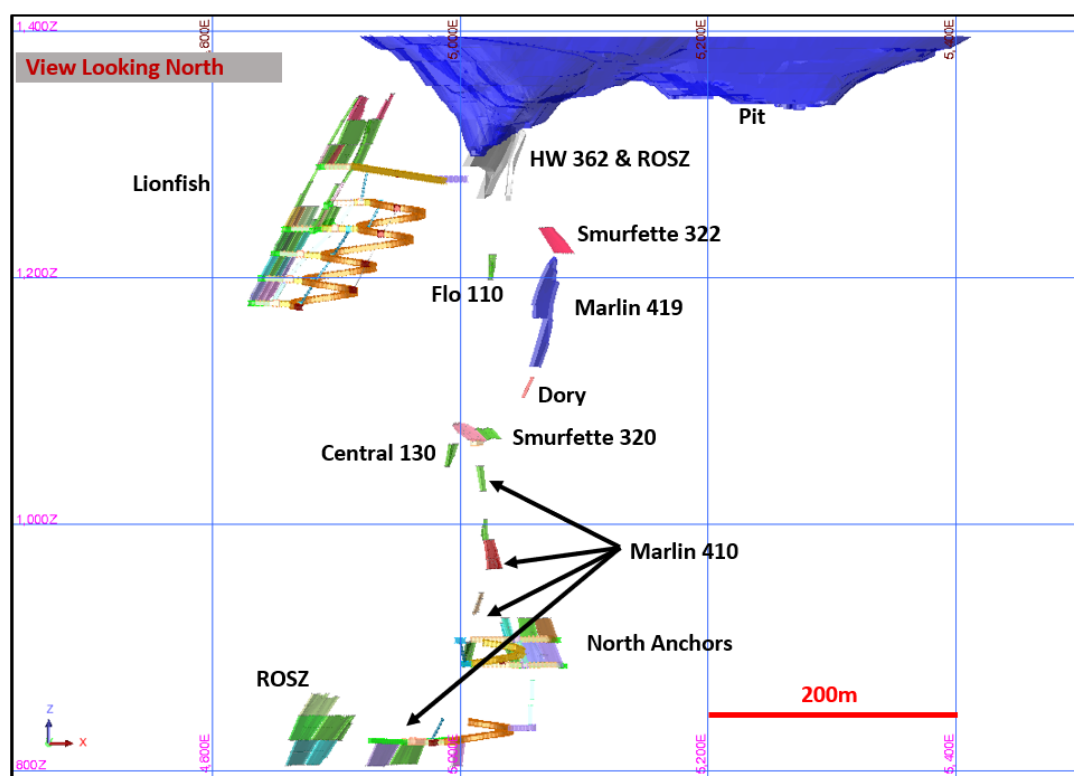 1,400Z
4,800E
5,000E
5,200E
5,400E
View Looking North
Pit
HW 362 & ROSZ
Lionfish
Smurfette 322
1,200Z
Flo 110
Marlin 419
Dory
Smurfette 320
Central 130
1,000Z
Marlin 410
North Anchors
ROSZ
200m
Z
X
4,800E
5,000E
5,200E
5,400E
800Z